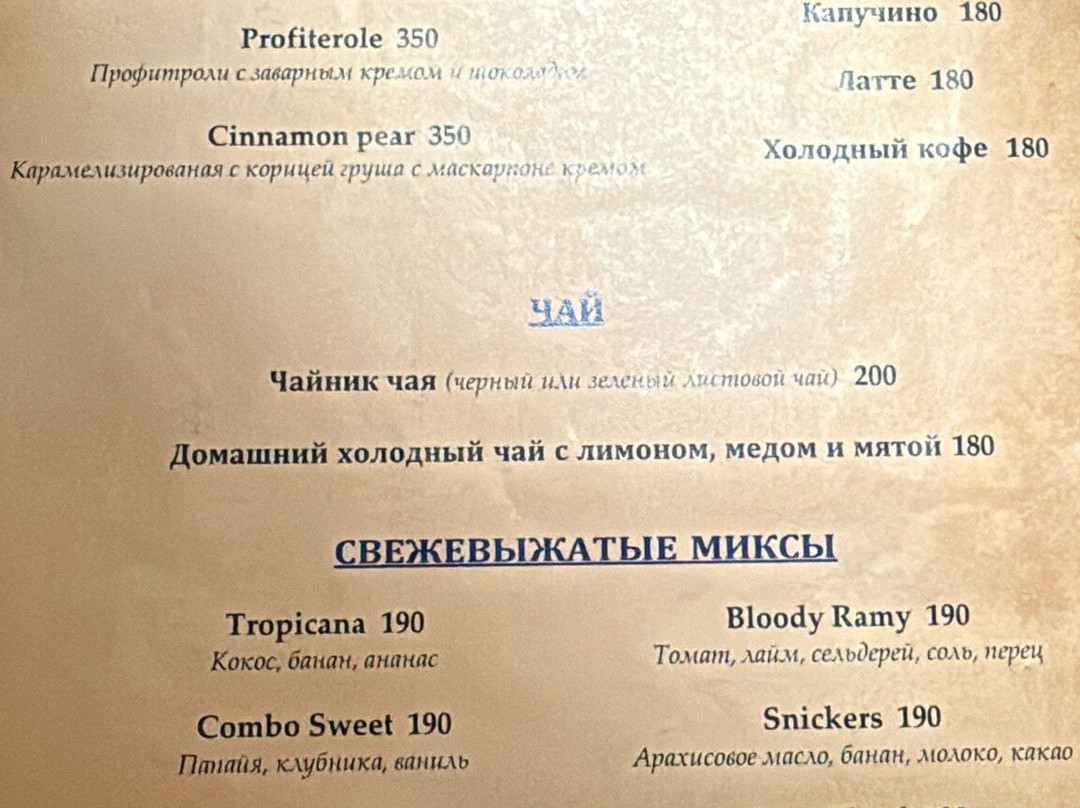 Profiterole 350
Профитроли с заварным кремом и шоколадом
Cinnamon pear 350
Карамелизированая с корицей груша с маскарпоне кремом
Капучино 180
Латте 180
Холодный кофе 180
ЧАЙ
Чайник чая (черный или зеленый листовой чай) 200
Домашний холодный чай с лимоном, медом и мятой 180
СВЕЖЕВЫЖАТЫЕ МИКСЫ
Tropicana 190
Кокос, банан, ананас
Combo Sweet 190
Папайя, клубника, ваниль
Bloody Ramy 190
Томат, лайм, сельдерей, соль, перец
Snickers 190
Арахисовое масло, банан, молоко, какао